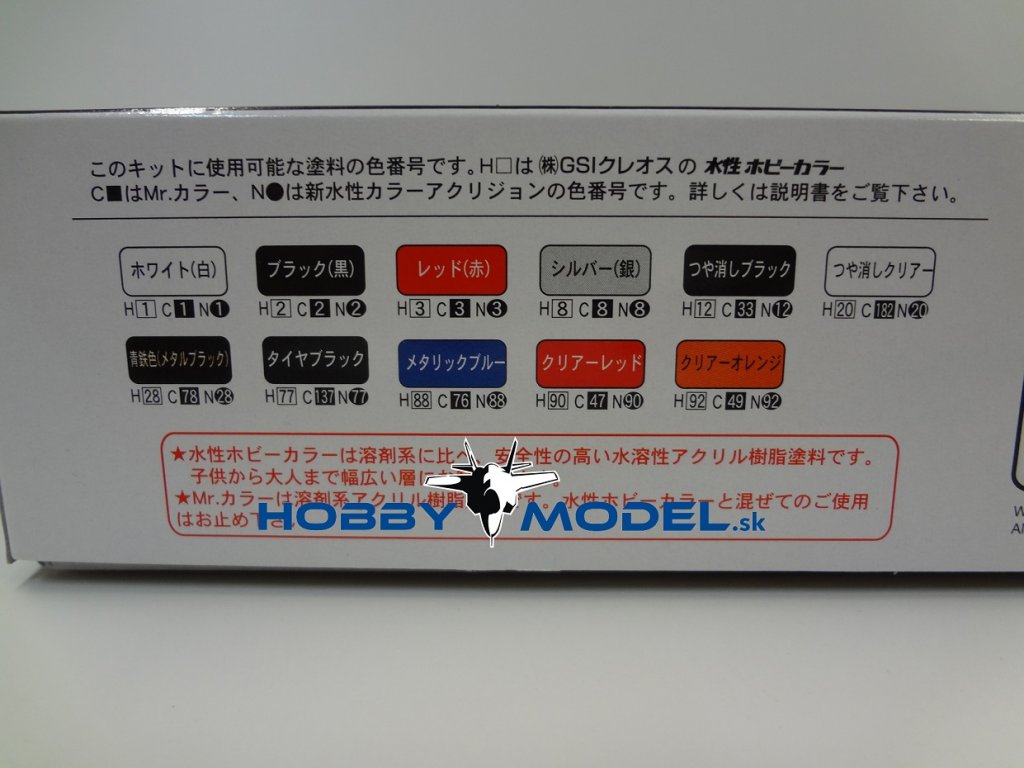 このキットに使用可能な塗料の色番号です。H□は㈱GSIクレオスの 水性ホビーカラー
C■はMr.カラー、N●は新水性カラーアクリジョンの色番号です。詳しくは説明書をご覧下さい。
ホワイト(白) ブラック(黒) レッド(赤) シルバー(銀) つや消しブラック つや消しクリアー
H1 C1 N1 H2 C2 N2 H3 C3 N3 H8 C8 N8 H12 C33 N12 H20 C182 N20
青鉄色(メタルブラック) タイヤブラック メタリックブルー クリアーレッド クリアーオレンジ
H28 C78 N28 H77 C137 N77 H88 C76 N88 H90 C47 N90 H92 C49 N92
★水性ホビーカラーは溶剤系に比べ、安全性の高い水溶性アクリル樹脂塗料です。
子供から大人まで幅広い層に
★Mr.カラーは溶剤系アクリル樹脂 です。水性ホビーカラーと混ぜてのご使用
はお止め下さ
HOBBY MODEL.sk
W